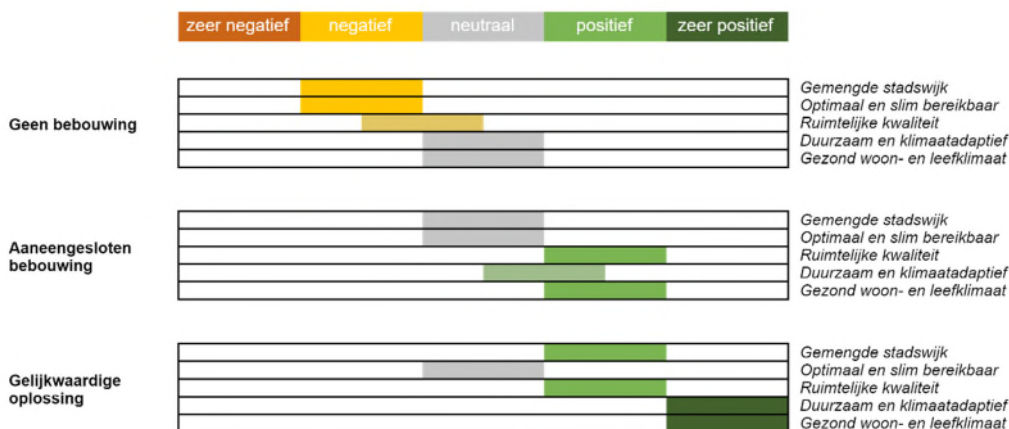 zeer negatief negatief neutraal positief zeer positief
Geen bebouwing
Gemengde stadswijk
Optimaal en slim bereikbaar
Ruimtelijke kwaliteit
Duurzaam en klimaatadaptief
Gezond woon- en leefklimaat
Aaneengesloten
bebouwing
Gemengde stadswijk
Optimaal en slim bereikbaar
Ruimtelijke kwaliteit
Duurzaam en klimaatadaptief
Gezond woon- en leefklimaat
Gelijkwaardige
oplossing
Gemengde stadswijk
Optimaal en slim bereikbaar
Ruimtelijke kwaliteit
Duurzaam en klimaatadaptief
Gezond woon- en leefklimaat